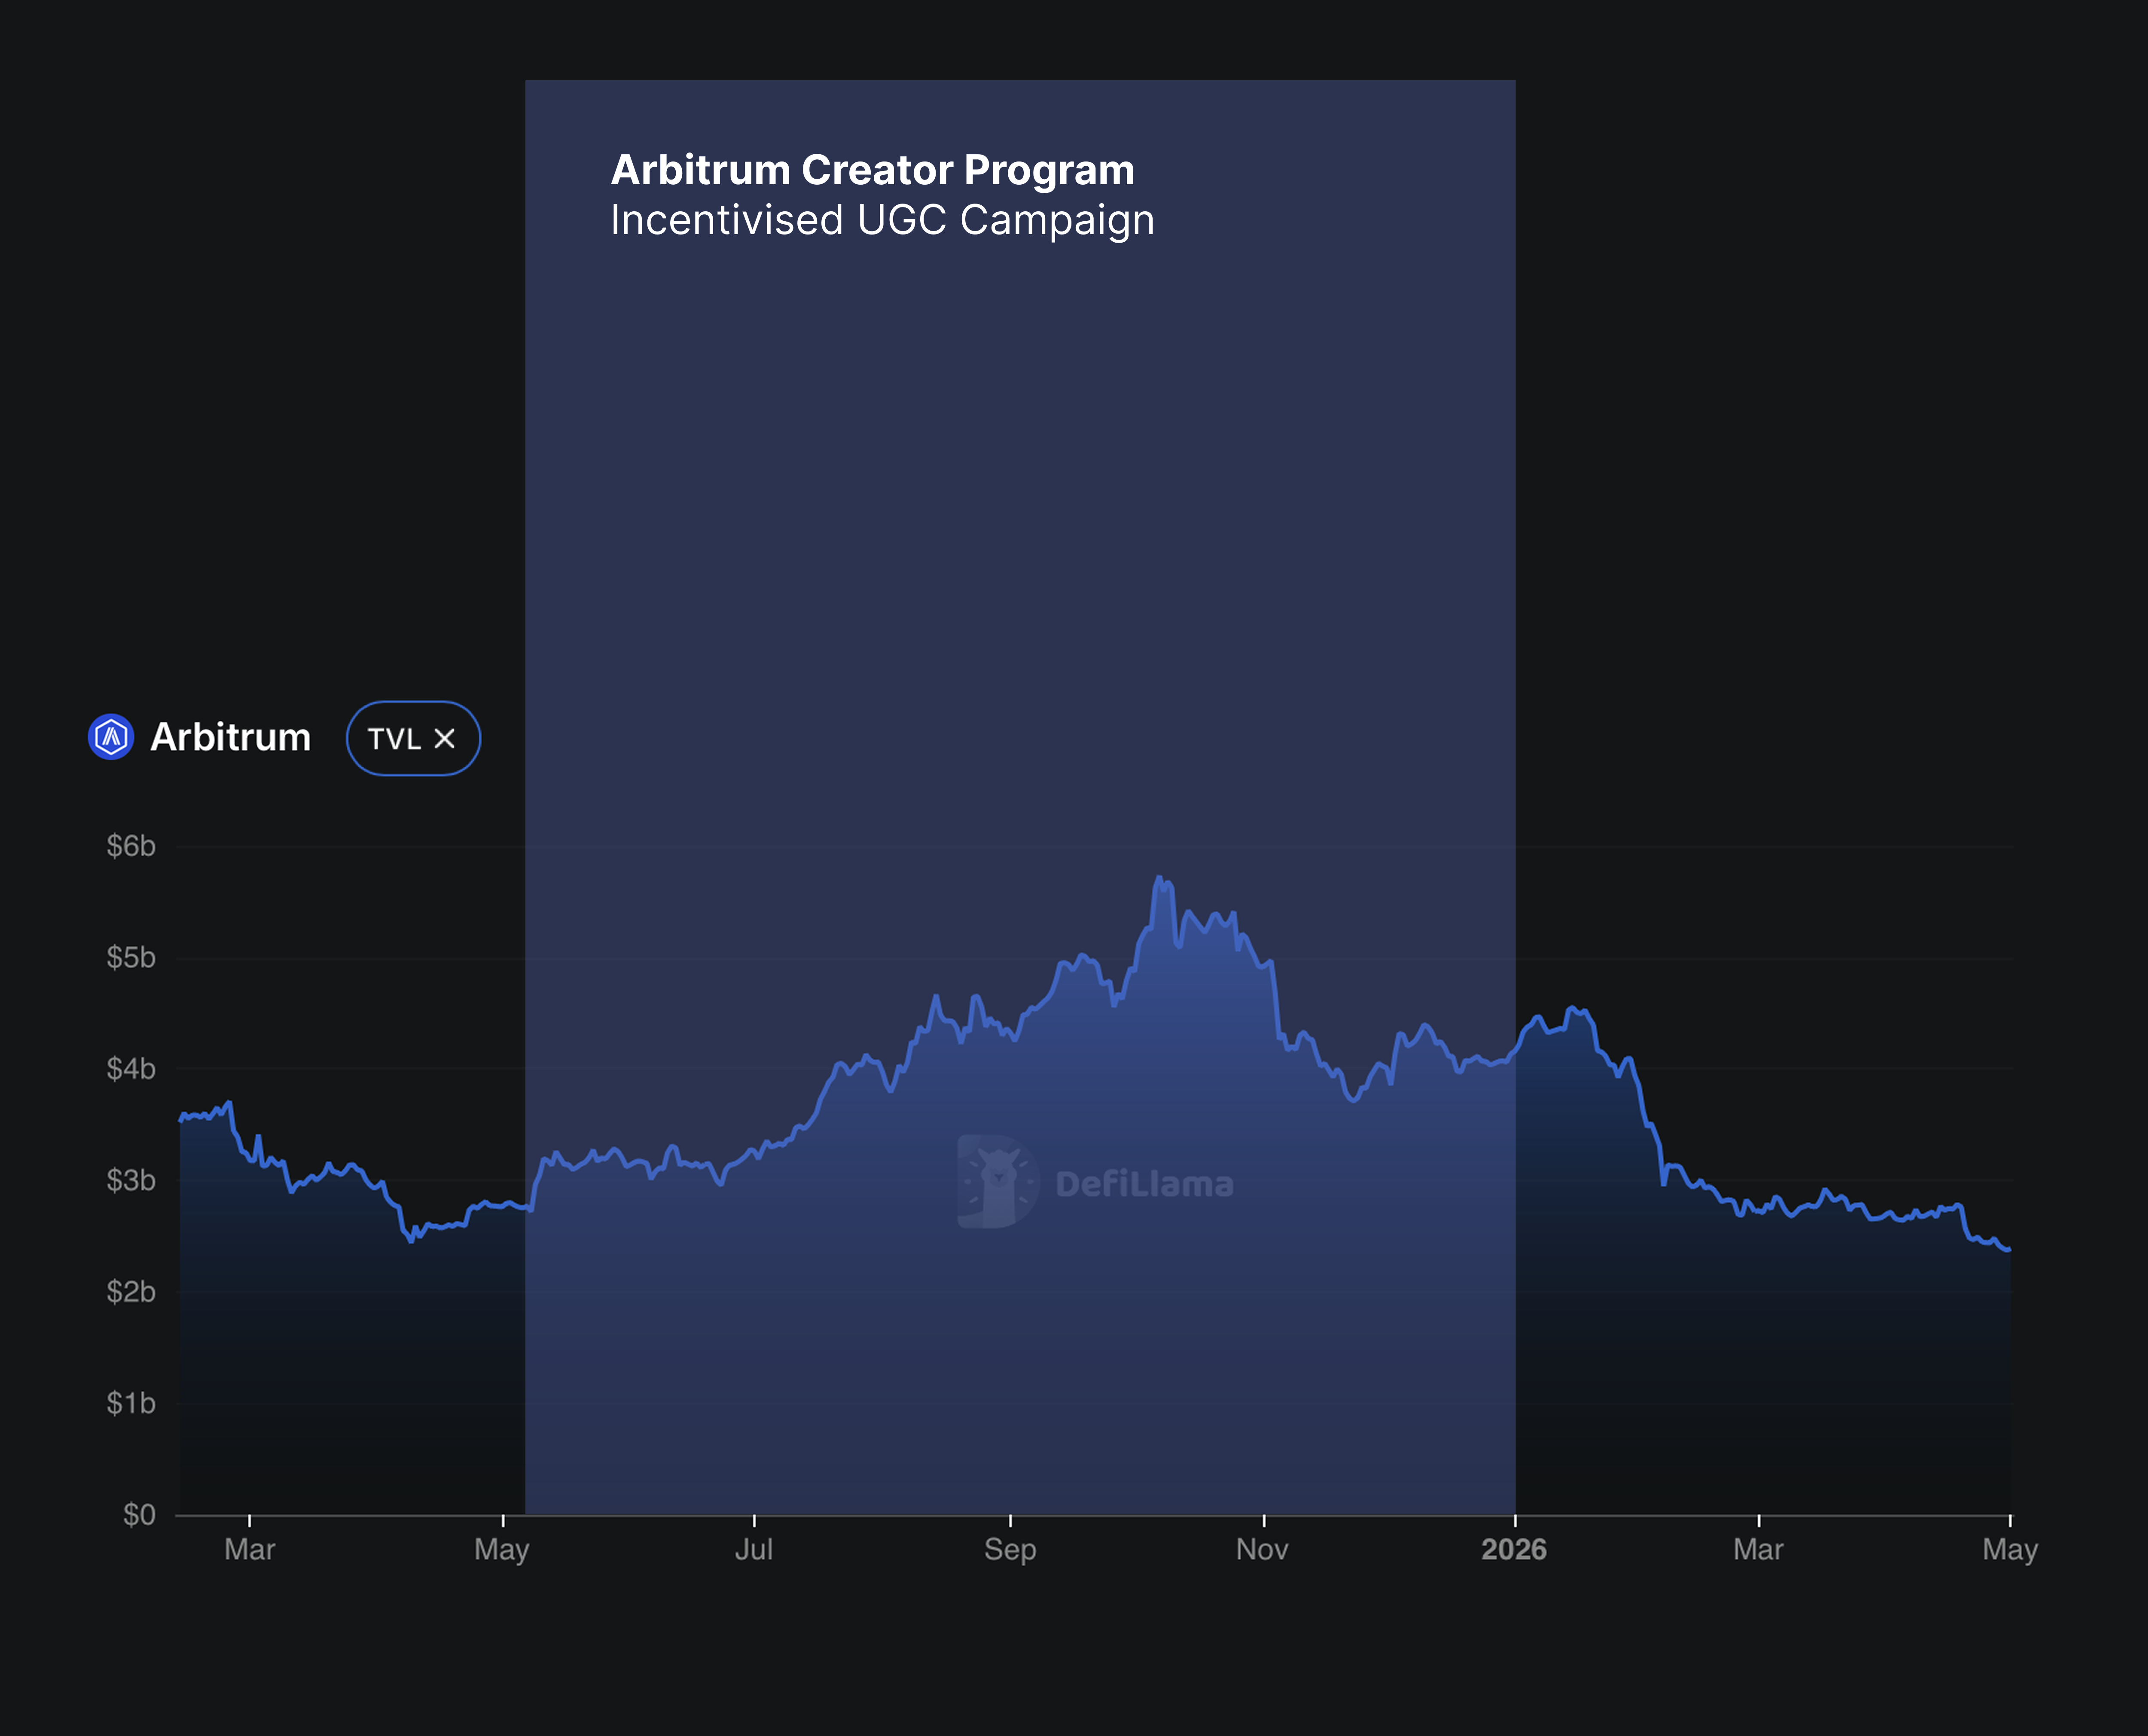 Arbitrum Creator Program
Incentivised UGC Campaign
Arbitrum TVL
$6b
$5b
$4b
$3b
$2b
$1b
$0
DefiLlama
Mar May Jul Sep Nov 2026 Mar May